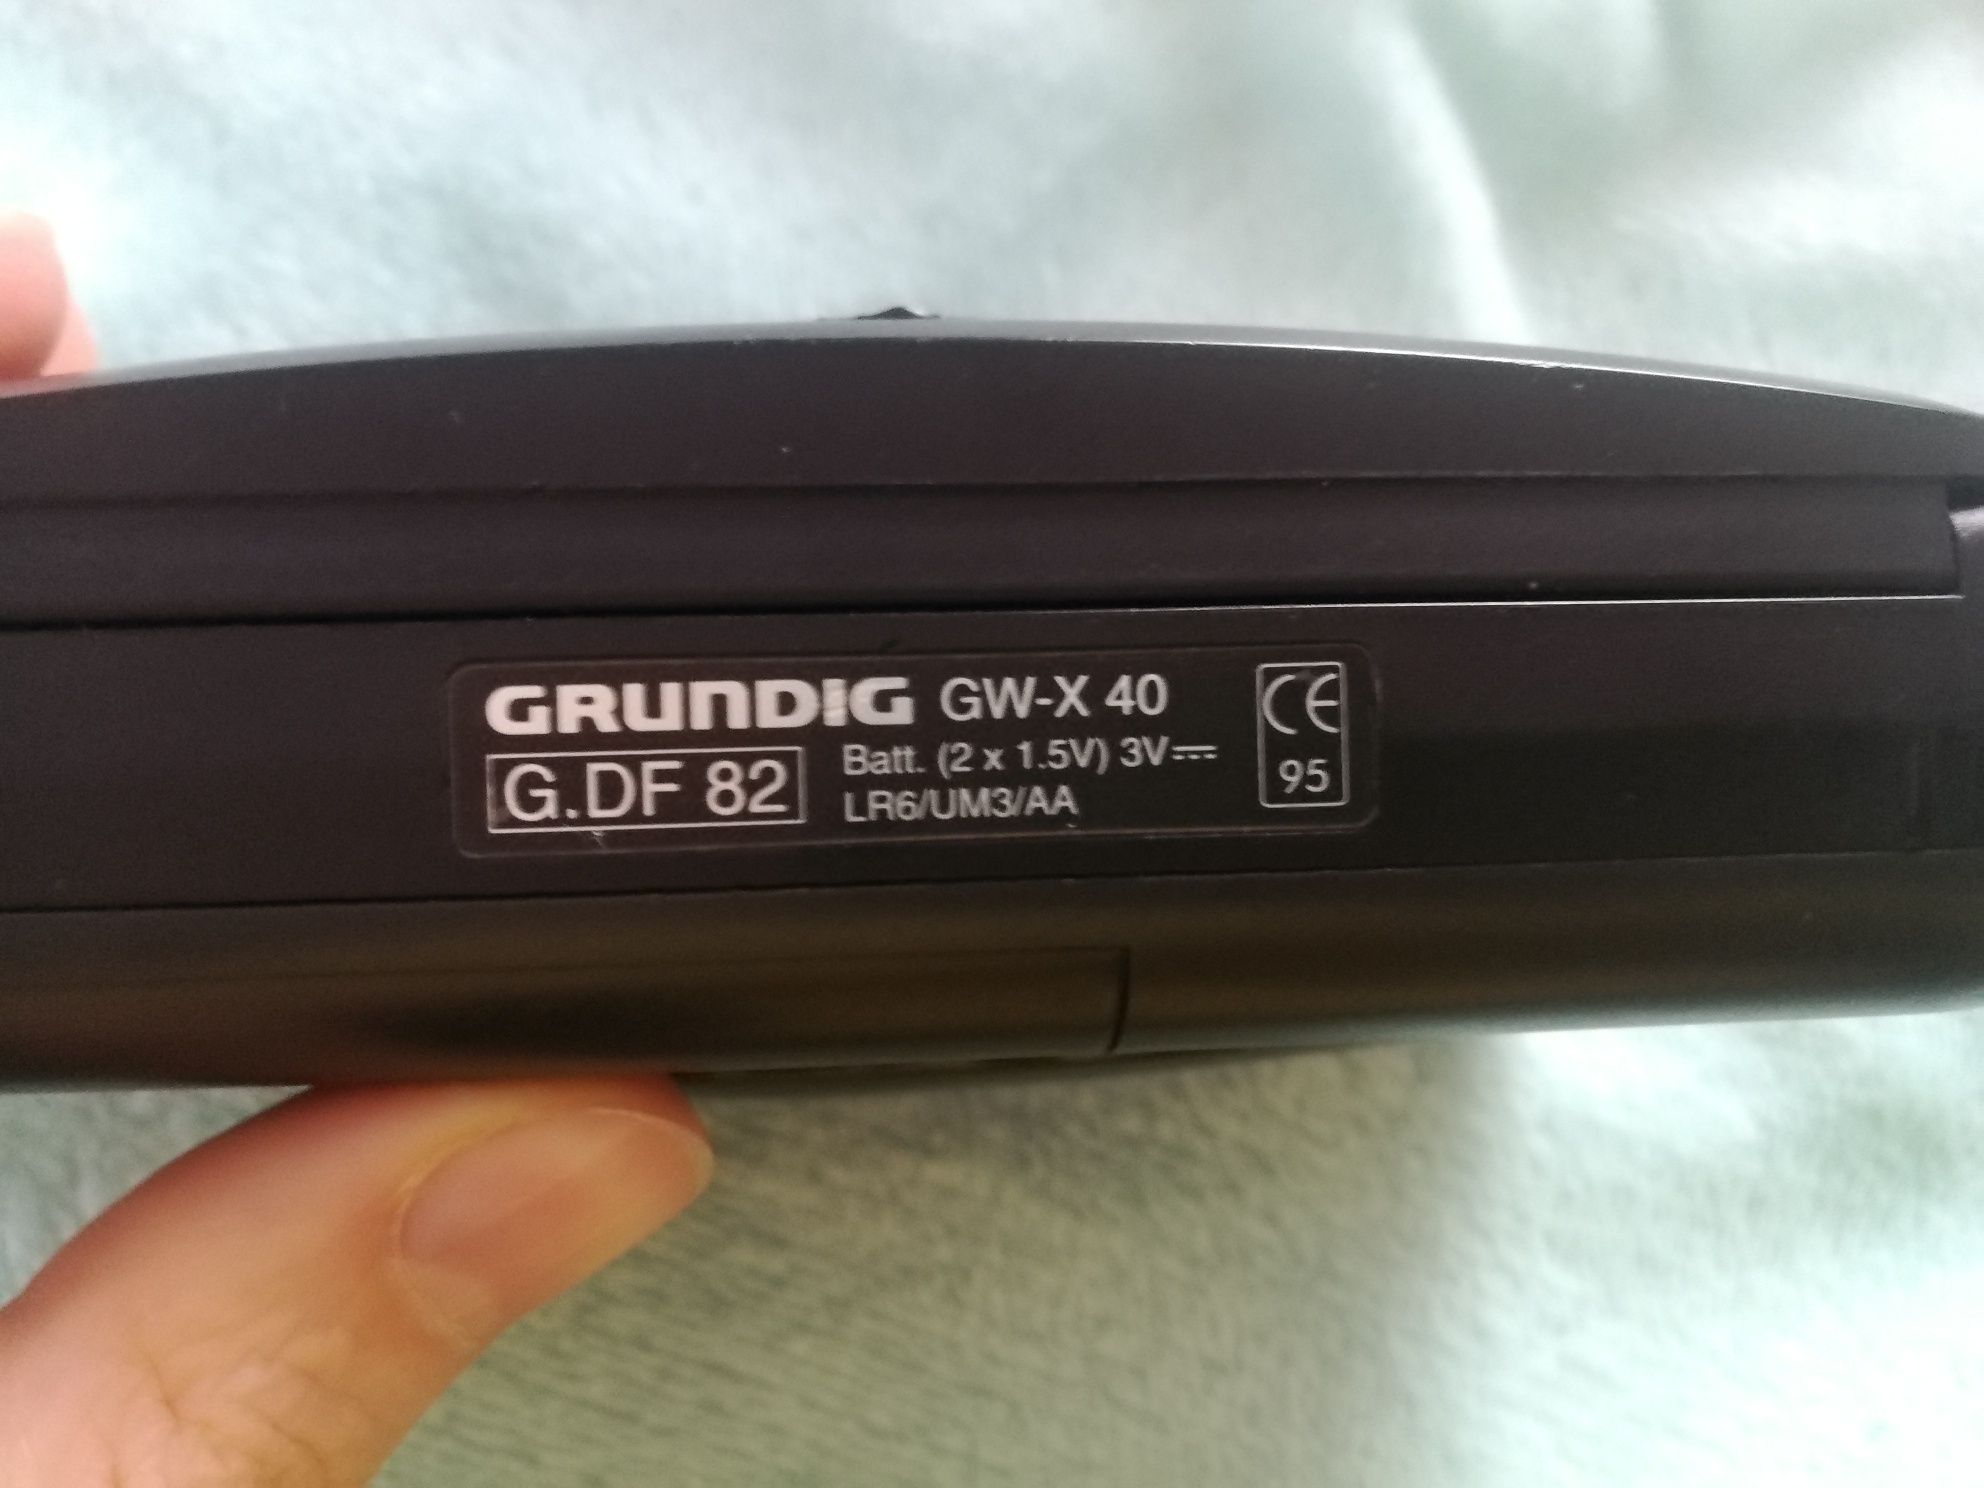 GRUNDIG GW-X 40
G.DF 82
Batt. (2 x 1.5V) 3V⎓
LR6/UM3/AA
CE
95